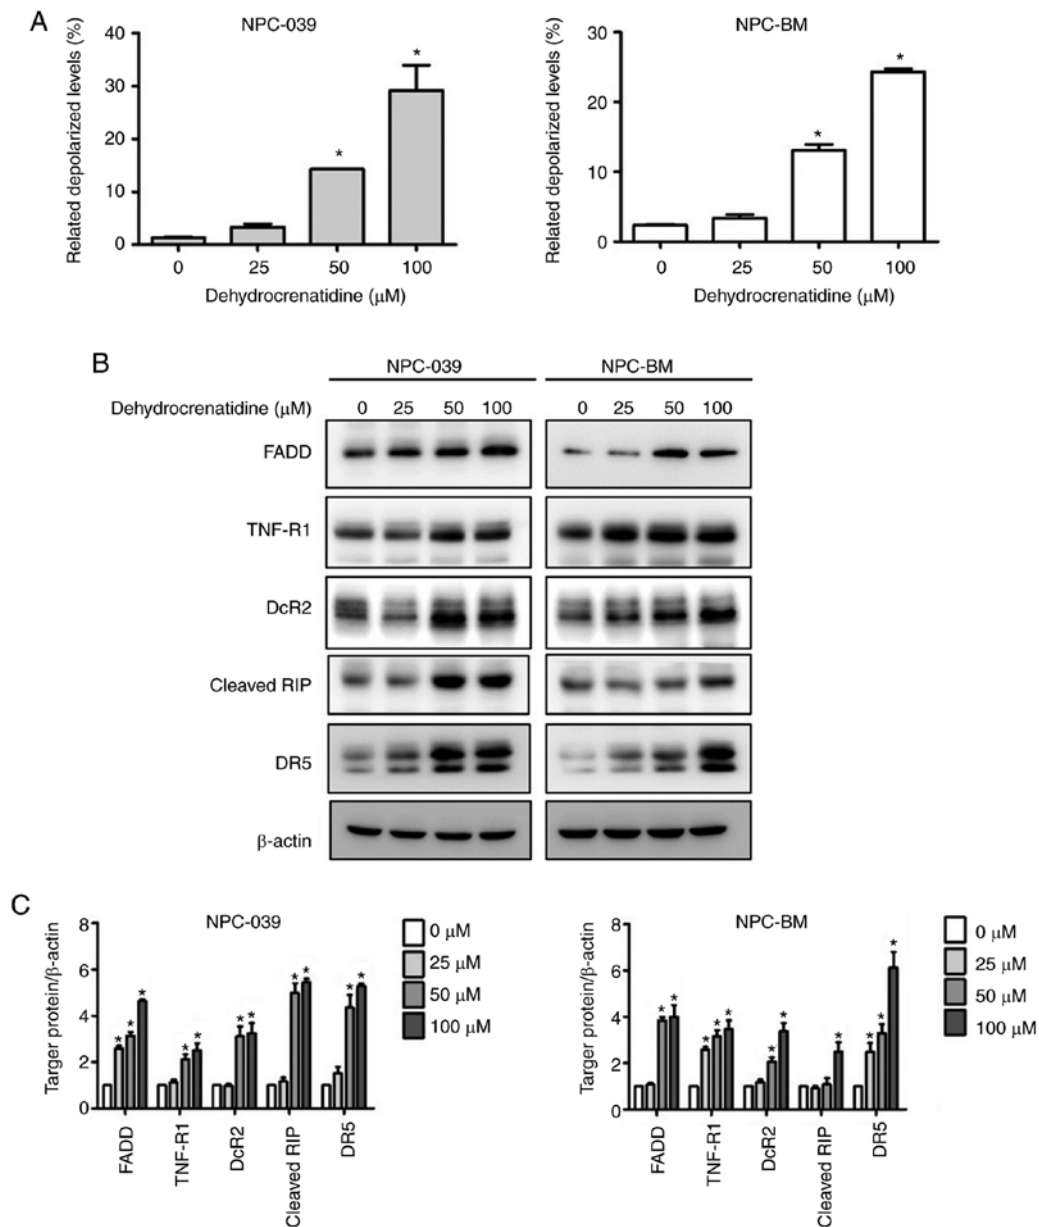 A
NPC-039
Related depolarized levels (%)
40
30
20
10
0
*
*
0 25 50 100
Dehydrocrenatidine (μM)
NPC-BM
Related depolarized levels (%)
30
20
10
0
*
*
0 25 50 100
Dehydrocrenatidine (μM)
B
NPC-039 NPC-BM
Dehydrocrenatidine (μM) 0 25 50 100 0 25 50 100
FADD
TNF-R1
DcR2
Cleaved RIP
DR5
β-actin
C
NPC-039
Targer protein/β-actin
8
6
4
2
0
* * * * * * * * * * *
FADD
TNF-R1
DcR2
Cleaved RIP
DR5
0 μM
25 μM
50 μM
100 μM
NPC-BM
Targer protein/β-actin
8
6
4
2
0
* * * * * * * * * * *
FADD
TNF-R1
DcR2
Cleaved RIP
DR5
0 μM
25 μM
50 μM
100 μM